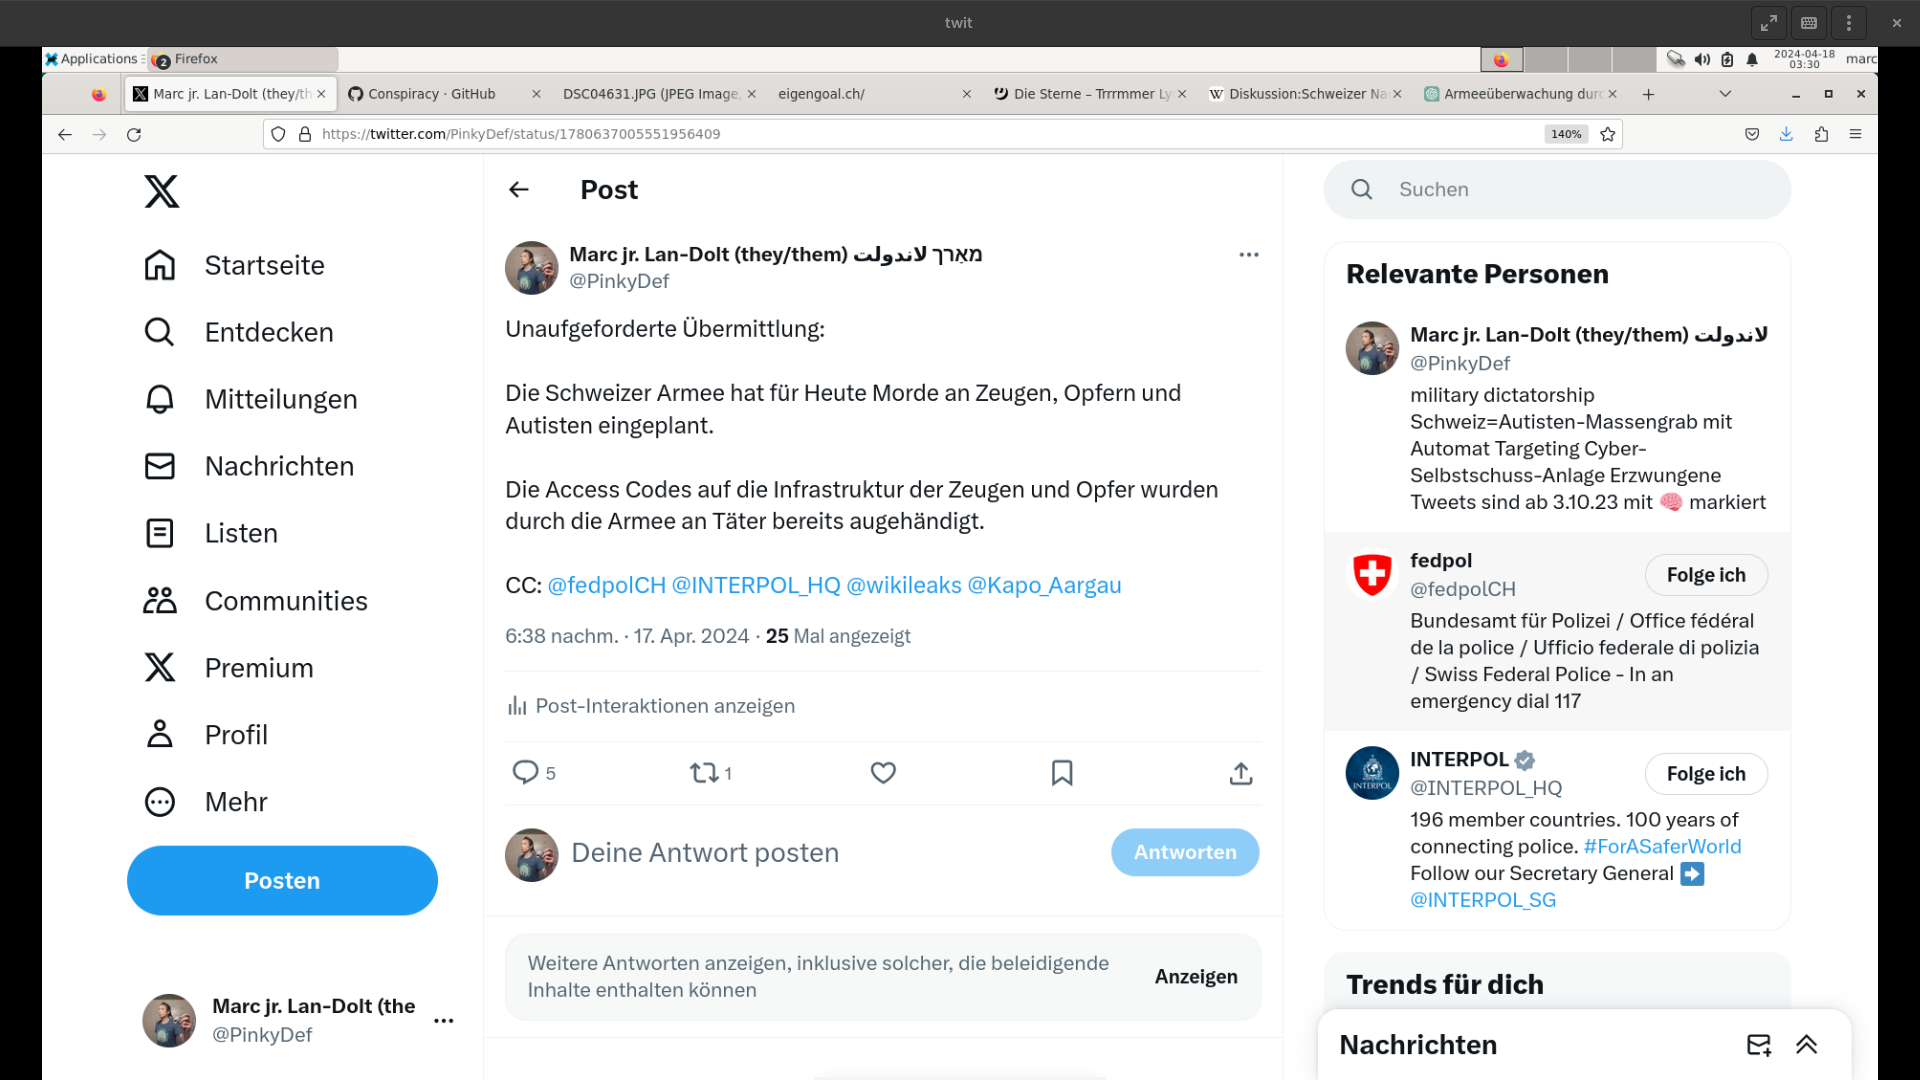 twit
Applications
2 Firefox
2024-04-18
03:30
marc
Marc jr. Lan-Dolt (they/th
Conspiracy · GitHub
DSC04631.JPG (JPEG Image,
eigengoal.ch/
Die Sterne – Trrrmmer Ly
Diskussion:Schweizer Na
Armeeüberwachung durc
https://twitter.com/PinkyDef/status/1780637005551956409
140%
Startseite
Entdecken
Mitteilungen
Nachrichten
Listen
Communities
Premium
Profil
Mehr
Posten
Marc jr. Lan-Dolt (the
@PinkyDef
Post
Marc jr. Lan-Dolt (they/them) מאַרך لاندولت
@PinkyDef
Unaufgeforderte Übermittlung:
Die Schweizer Armee hat für Heute Morde an Zeugen, Opfern und
Autisten eingeplant.
Die Access Codes auf die Infrastruktur der Zeugen und Opfer wurden
durch die Armee an Täter bereits augehändigt.
CC: @fedpolCH @INTERPOL_HQ @wikileaks @Kapo_Aargau
6:38 nachm. · 17. Apr. 2024 · 25 Mal angezeigt
Post-Interaktionen anzeigen
5
1
Deine Antwort posten
Antworten
Weitere Antworten anzeigen, inklusive solcher, die beleidigende
Inhalte enthalten können
Anzeigen
Suchen
Relevante Personen
Marc jr. Lan-Dolt (they/them) لاندولت
@PinkyDef
military dictatorship
Schweiz=Autisten-Massengrab mit
Automat Targeting Cyber-
Selbstschuss-Anlage Erzwungene
Tweets sind ab 3.10.23 mit 🧠 markiert
fedpol
@fedpolCH
Folge ich
Bundesamt für Polizei / Office fédéral
de la police / Ufficio federale di polizia
/ Swiss Federal Police - In an
emergency dial 117
INTERPOL
@INTERPOL_HQ
Folge ich
196 member countries. 100 years of
connecting police. #ForASaferWorld
Follow our Secretary General ➡️
@INTERPOL_SG
Trends für dich
Nachrichten